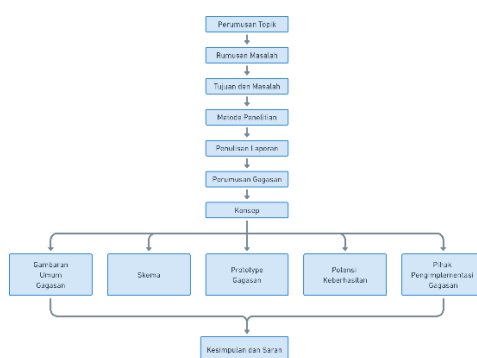 Perumusan Topik
Rumusan Masalah
Tujuan dan Masalah
Metode Penelitian
Penulisan Laporan
Perumusan Gagasan
Konsep
Gambaran
Umum
Gagasan
Skema
Prototype
Gagasan
Potensi
Keberhasilan
Pihak
Pengimplementasi
Gagasan
Kesimpulan dan Saran